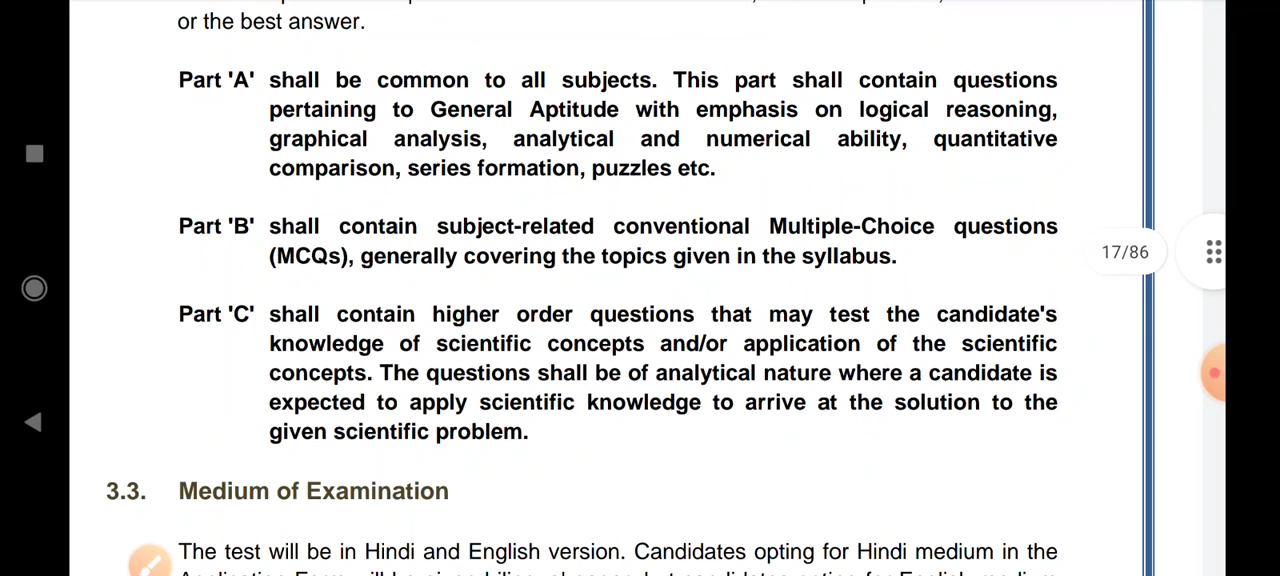 or the best answer.
Part 'A' shall be common to all subjects. This part shall contain questions
pertaining to General Aptitude with emphasis on logical reasoning,
graphical analysis, analytical and numerical ability, quantitative
comparison, series formation, puzzles etc.
Part 'B' shall contain subject-related conventional Multiple-Choice questions
(MCQs), generally covering the topics given in the syllabus.
17/86
Part 'C' shall contain higher order questions that may test the candidate's
knowledge of scientific concepts and/or application of the scientific
concepts. The questions shall be of analytical nature where a candidate is
expected to apply scientific knowledge to arrive at the solution to the
given scientific problem.
3.3. Medium of Examination
The test will be in Hindi and English version. Candidates opting for Hindi medium in the